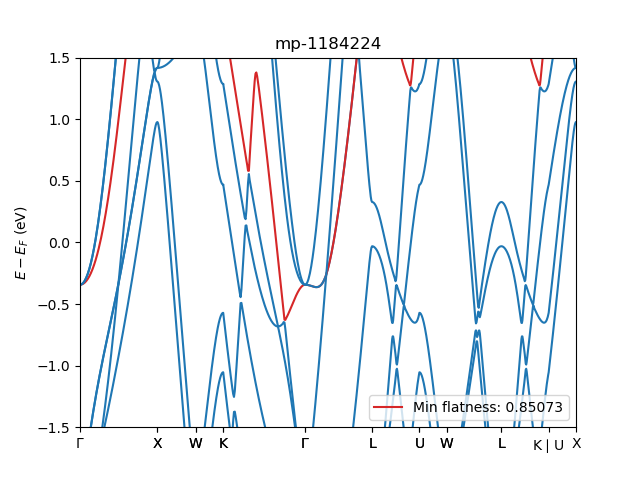 mp-1184224
1.5
1.0
0.5
0.0
−0.5
−1.0
−1.5
E − E_F (eV)
Min flatness: 0.85073
Γ X W K Γ L U W L K | U X